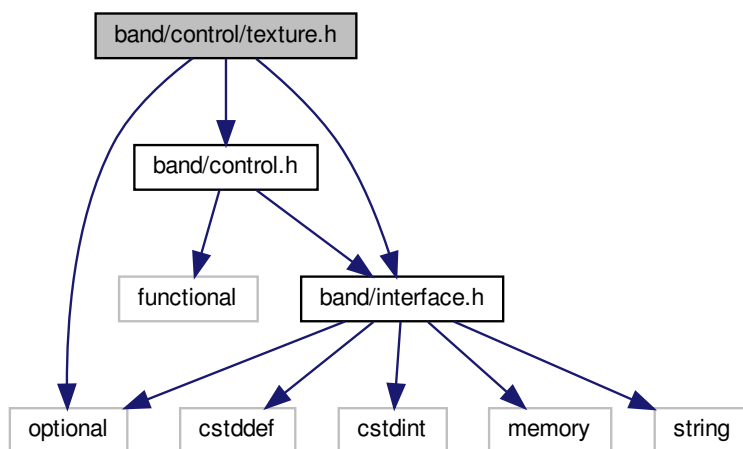 band/control/texture.h
band/control.h
functional
band/interface.h
optional
cstddef
cstdint
memory
string